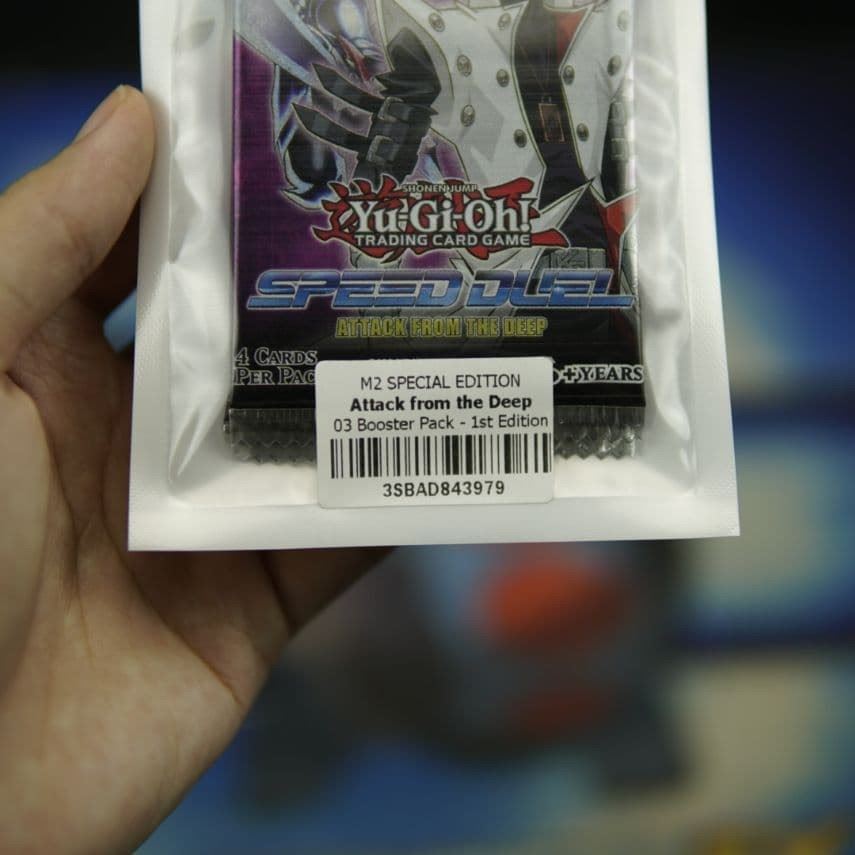 SHONEN JUMP
Yu-Gi-Oh!
TRADING CARD GAME
SPEED DUEL
ATTACK FROM THE DEEP
4 CARDS
PER PAC
+YEARS
M2 SPECIAL EDITION
Attack from the Deep
03 Booster Pack - 1st Edition
3SBAD843979